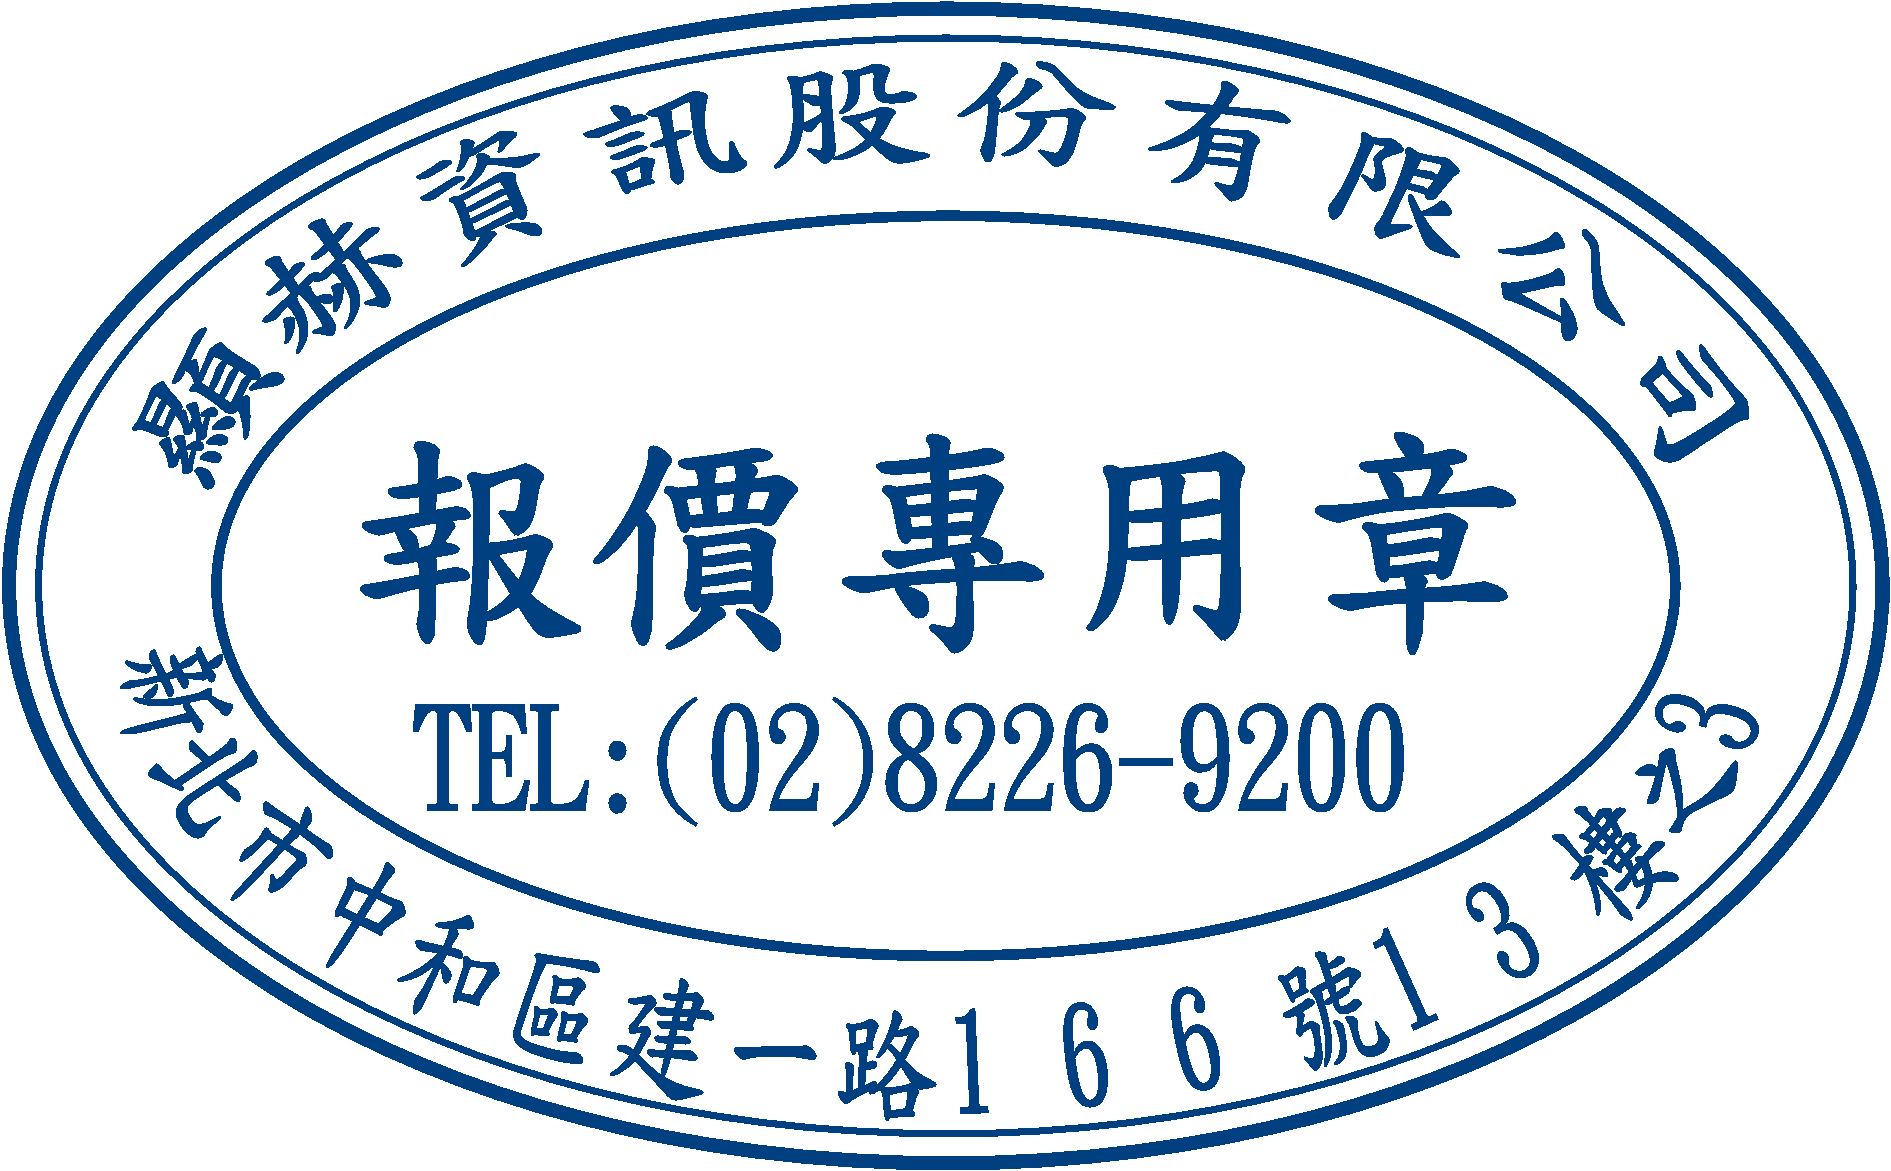 顯赫資訊股份有限公司
報價專用章
TEL:(02)8226-9200
新北市中和區建一路166號13樓之3